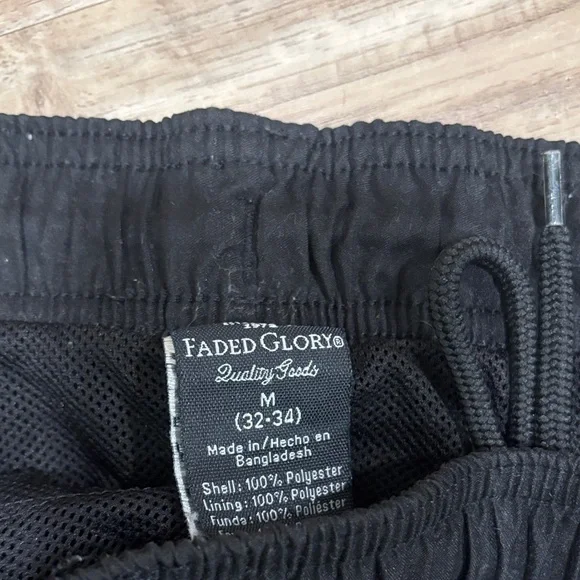 FADED GLORY®
Quality Goods
M
(32-34)
Made in/Hecho en
Bangladesh
Shell: 100% Polyester
Lining: 100% Polyester
Funda: 100% Poliéster